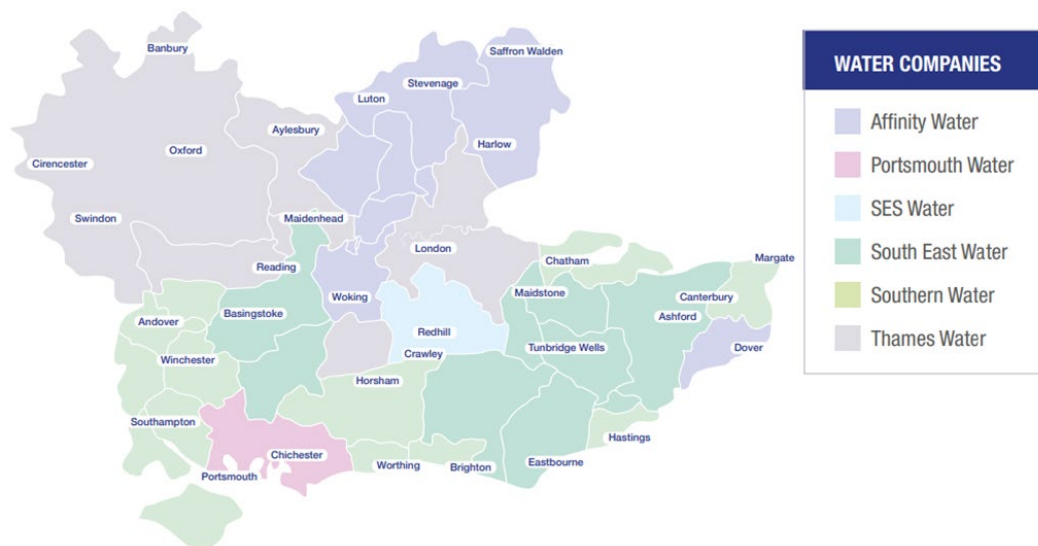 Banbury
Saffron Walden
Stevenage
Luton
Aylesbury
Harlow
Oxford
Cirencester
Swindon
Maidenhead
London
Reading
Chatham
Margate
Woking
Maidstone
Canterbury
Andover
Basingstoke
Ashford
Redhill
Tunbridge Wells
Dover
Winchester
Crawley
Horsham
Southampton
Hastings
Chichester
Worthing
Brighton
Eastbourne
Portsmouth
WATER COMPANIES
Affinity Water
Portsmouth Water
SES Water
South East Water
Southern Water
Thames Water